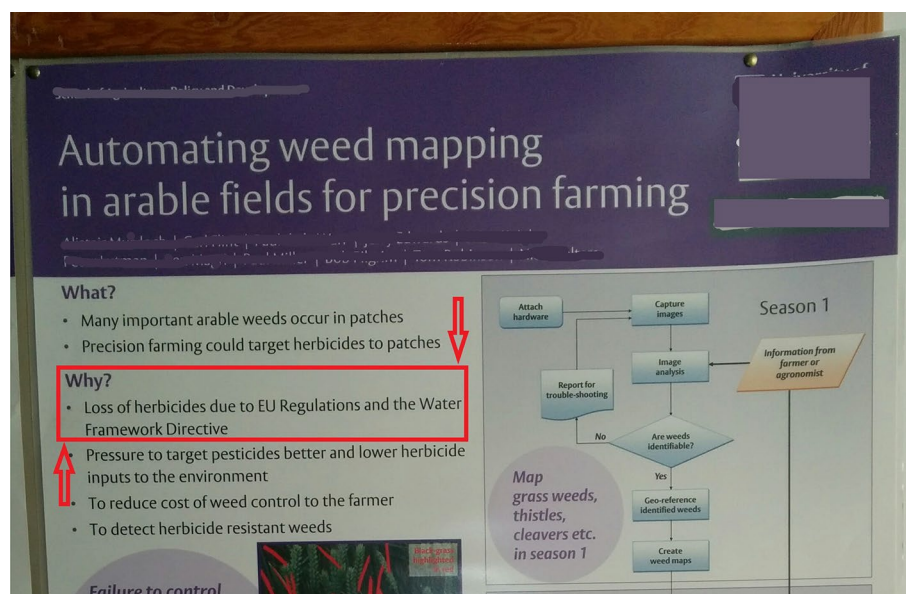 University of
Automating weed mapping
in arable fields for precision farming
What?
• Many important arable weeds occur in patches
• Precision farming could target herbicides to patches
Why?
• Loss of herbicides due to EU Regulations and the Water
Framework Directive
• Pressure to target pesticides better and lower herbicide
inputs to the environment
• To reduce cost of weed control to the farmer
• To detect herbicide resistant weeds
Failure to control
Black-grass
highlighted
Season 1
Attach
hardware
Capture
images
Image
analysis
Information from
farmer or
agronomist
Report for
trouble-shooting
No
Are weeds
identifiable?
Yes
Map
grass weeds,
thistles,
cleavers etc.
in season 1
Geo-reference
identified weeds
Create
weed maps